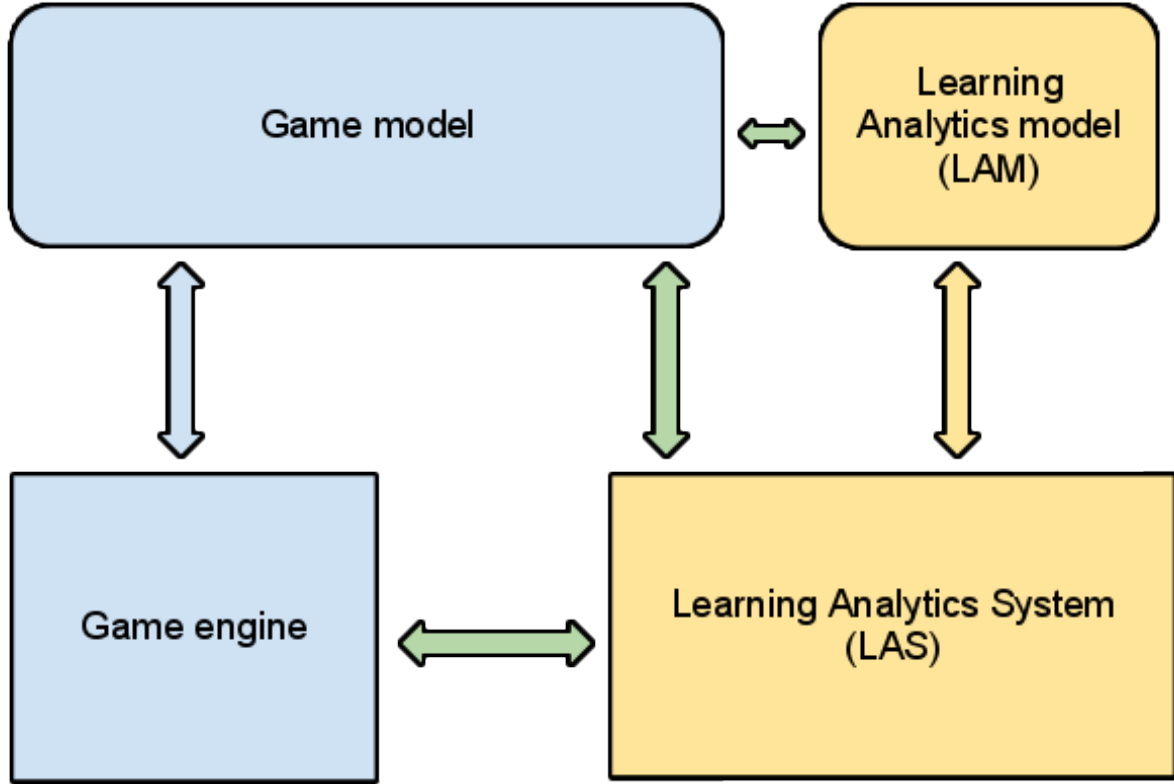 Game model
Learning
Analytics model
(LAM)
Game engine
Learning Analytics System
(LAS)